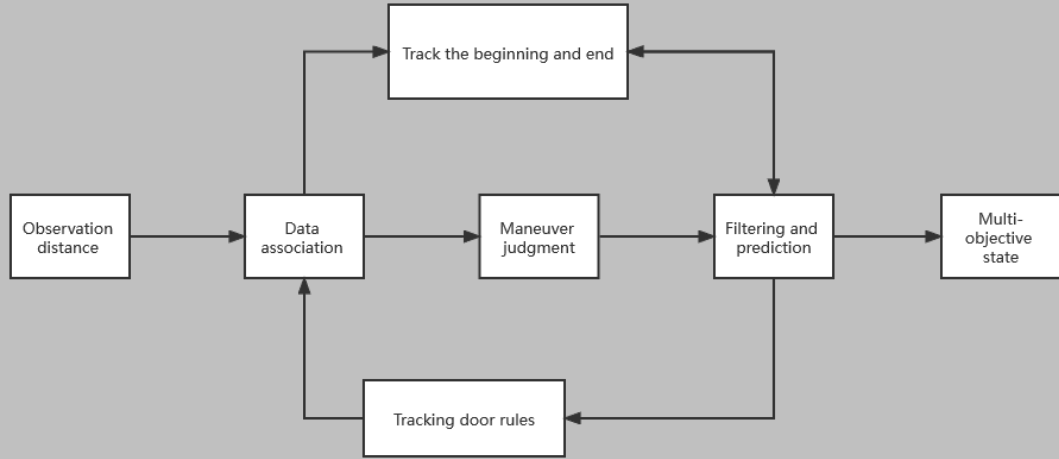 Track the beginning and end
Observation
distance
Data
association
Maneuver
judgment
Filtering and
prediction
Multi-
objective
state
Tracking door rules